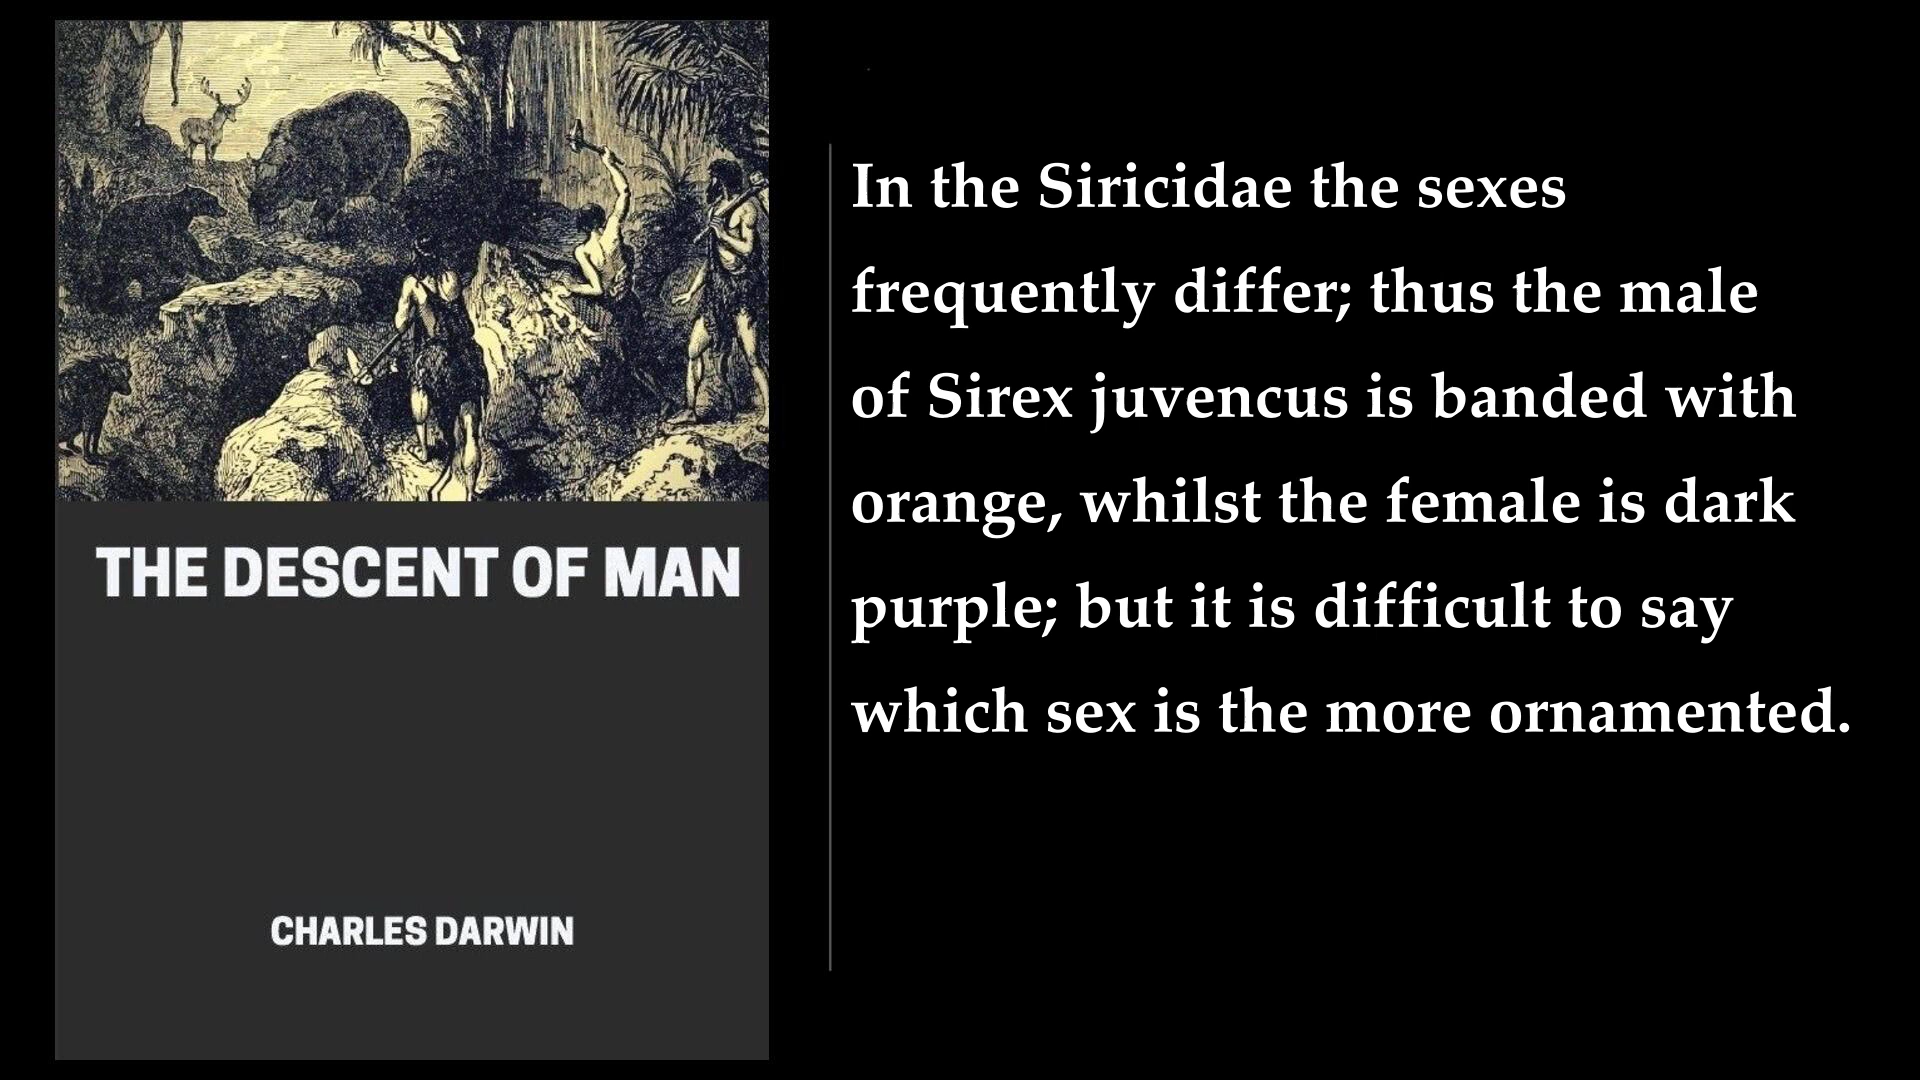 THE DESCENT OF MAN
CHARLES DARWIN
In the Siricidae the sexes
frequently differ; thus the male
of Sirex juvencus is banded with
orange, whilst the female is dark
purple; but it is difficult to say
which sex is the more ornamented.